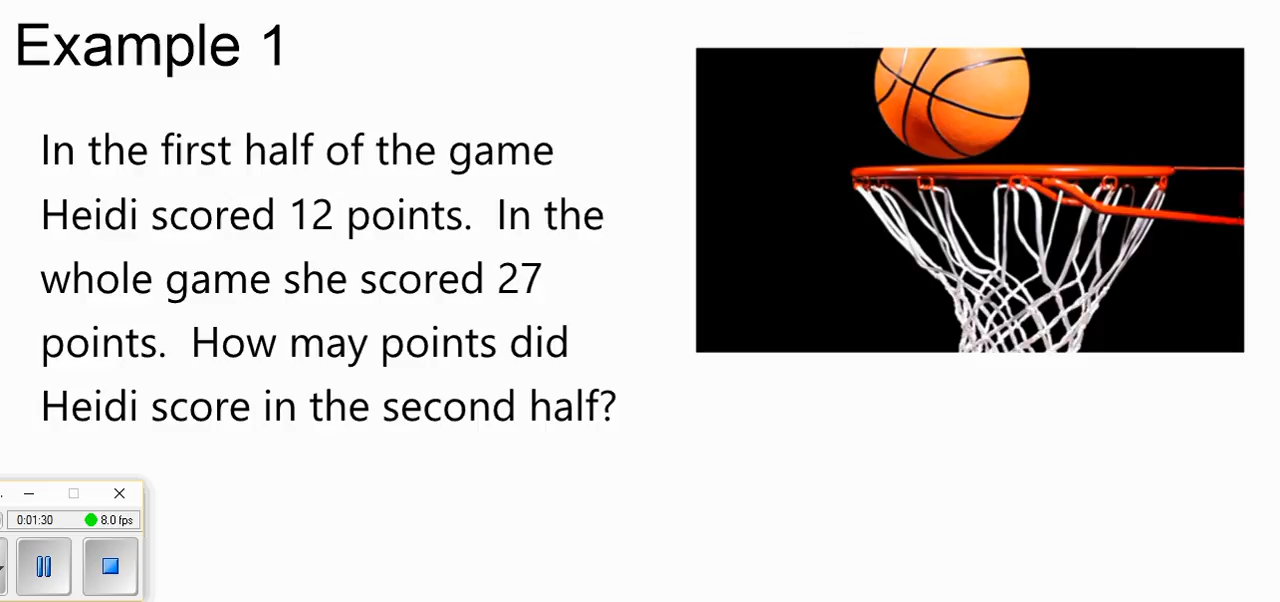 Example 1
In the first half of the game
Heidi scored 12 points.  In the
whole game she scored 27
points.  How may points did
Heidi score in the second half?
0:01:30 8.0 fps